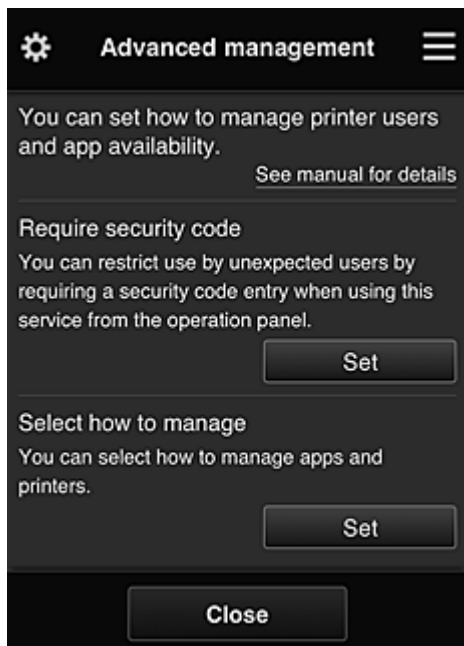 Advanced management
You can set how to manage printer users
and app availability.
See manual for details
Require security code
You can restrict use by unexpected users by
requiring a security code entry when using this
service from the operation panel.
Set
Select how to manage
You can select how to manage apps and
printers.
Set
Close